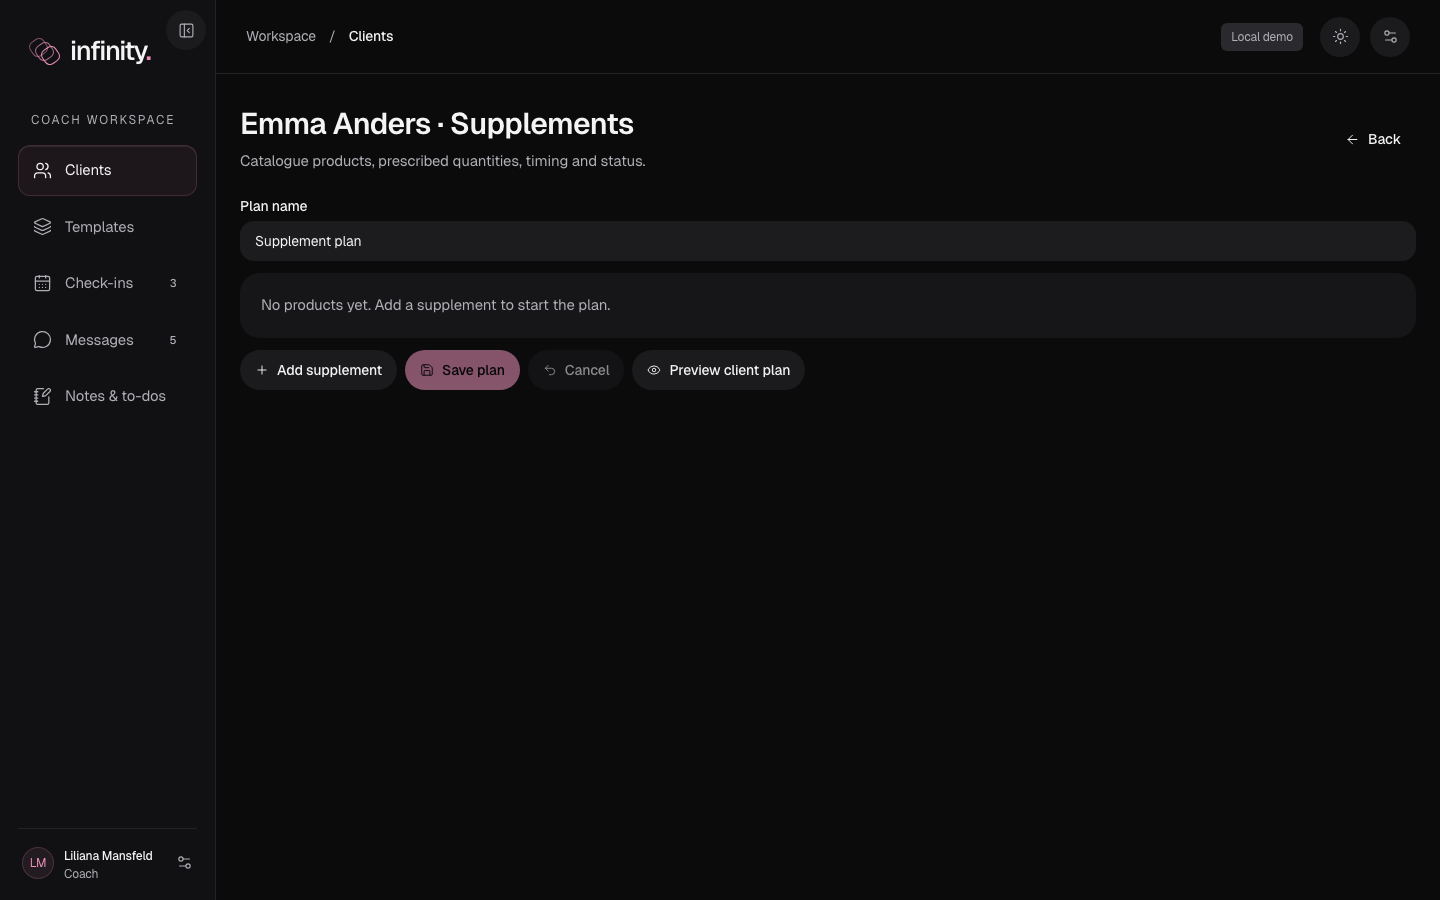 infinity.
Workspace / Clients
Local demo
COACH WORKSPACE
Clients
Templates
Check-ins 3
Messages 5
Notes & to-dos
Emma Anders · Supplements
Catalogue products, prescribed quantities, timing and status.
Back
Plan name
Supplement plan
No products yet. Add a supplement to start the plan.
Add supplement
Save plan
Cancel
Preview client plan
LM
Liliana Mansfeld
Coach